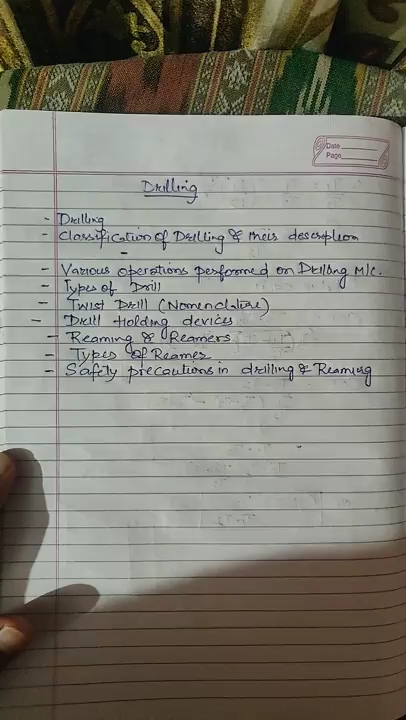 Date
Page
Drilling
- Drilling
- Classification of Drilling & their description
- Various operations performed on Drilling M/c.
- Types of Drill
- Twist Drill (Nomenclature)
- Drill Holding devices
- Reaming & Reamers
- Types of Reamer
- Safety precautions in drilling & Reaming